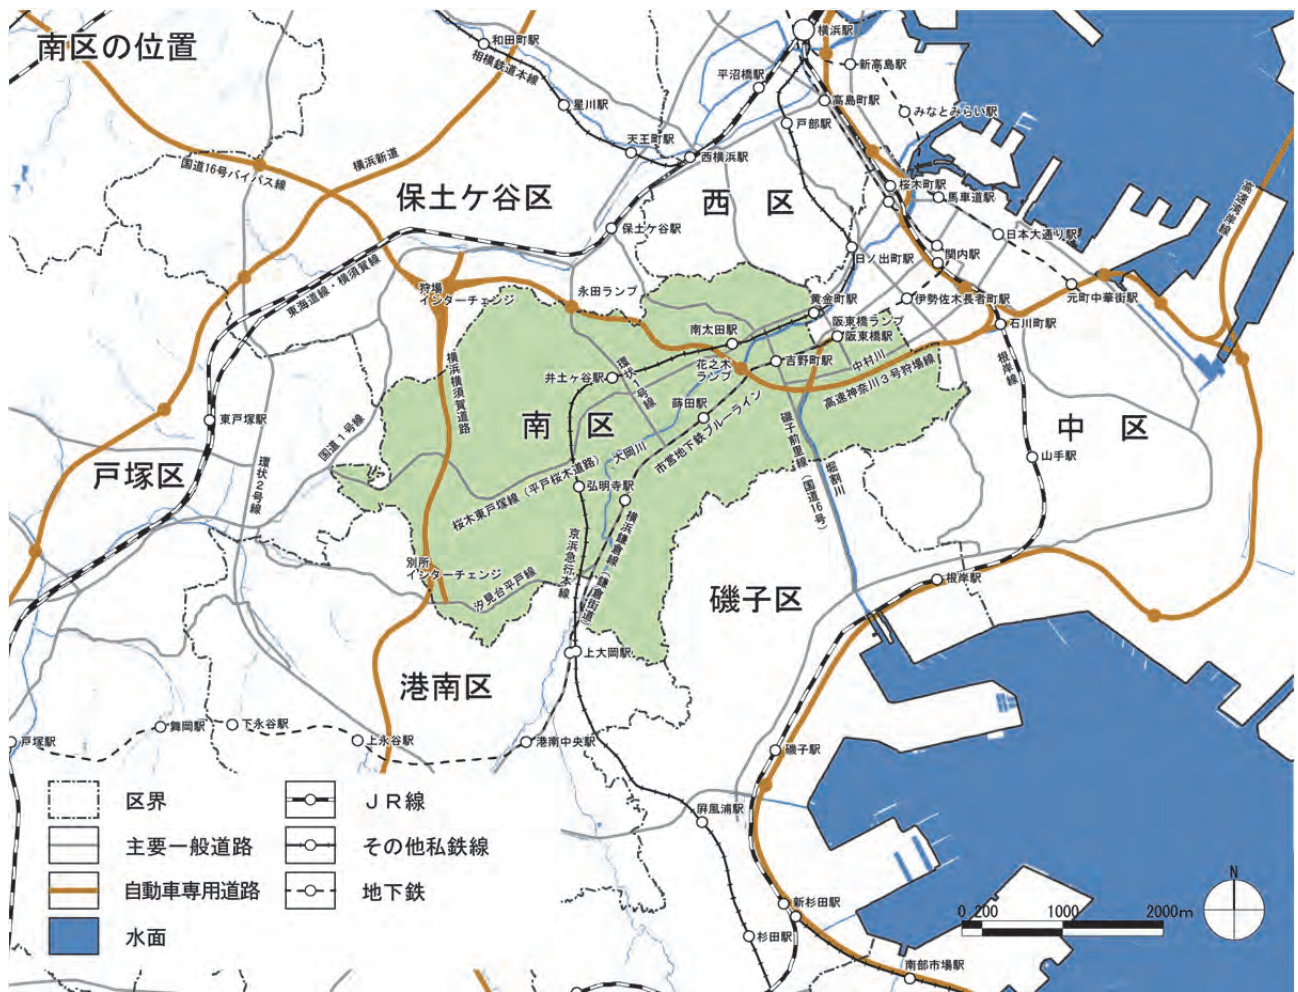 南区の位置
横浜駅
和田町駅
相模鉄道本線
平沼橋駅
新高島駅
高島町駅
みなとみらい駅
星川駅
戸部駅
天王町駅
西横浜駅
横浜新道
国道16号バイパス線
保土ケ谷区
西 区
桜木町駅
馬車道駅
高速湾岸線
保土ケ谷駅
日本大通り駅
日ノ出町駅
関内駅
東海道線・横須賀線
狩場
インターチェンジ
永田ランプ
黄金町駅
伊勢佐木長者町駅
元町中華街駅
阪東橋ランプ
阪東橋駅
石川町駅
南太田駅
吉野町駅
中村川
花之木
ランプ
高速神奈川3号狩場線
根岸線
横浜横須賀道路
環状1号線
井土ケ谷駅
蒔田駅
東戸塚駅
国道1号線
南 区
大岡川
市営地下鉄ブルーライン
磯子前里線(国道16号)
堀割川
中 区
山手駅
戸塚区
環状2号線
桜木東戸塚線(平戸桜木道路)
弘明寺駅
横浜鎌倉線(鎌倉街道)
京浜急行本線
別所
インターチェンジ
汐見台平戸線
根岸駅
磯子区
上大岡駅
港南区
舞岡駅
下永谷駅
上永谷駅
港南中央駅
戸塚駅
磯子駅
屏風浦駅
区界
主要一般道路
自動車専用道路
水面
JR線
その他私鉄線
地下鉄
新杉田駅
杉田駅
南部市場駅
N
0 200 1000 2000m